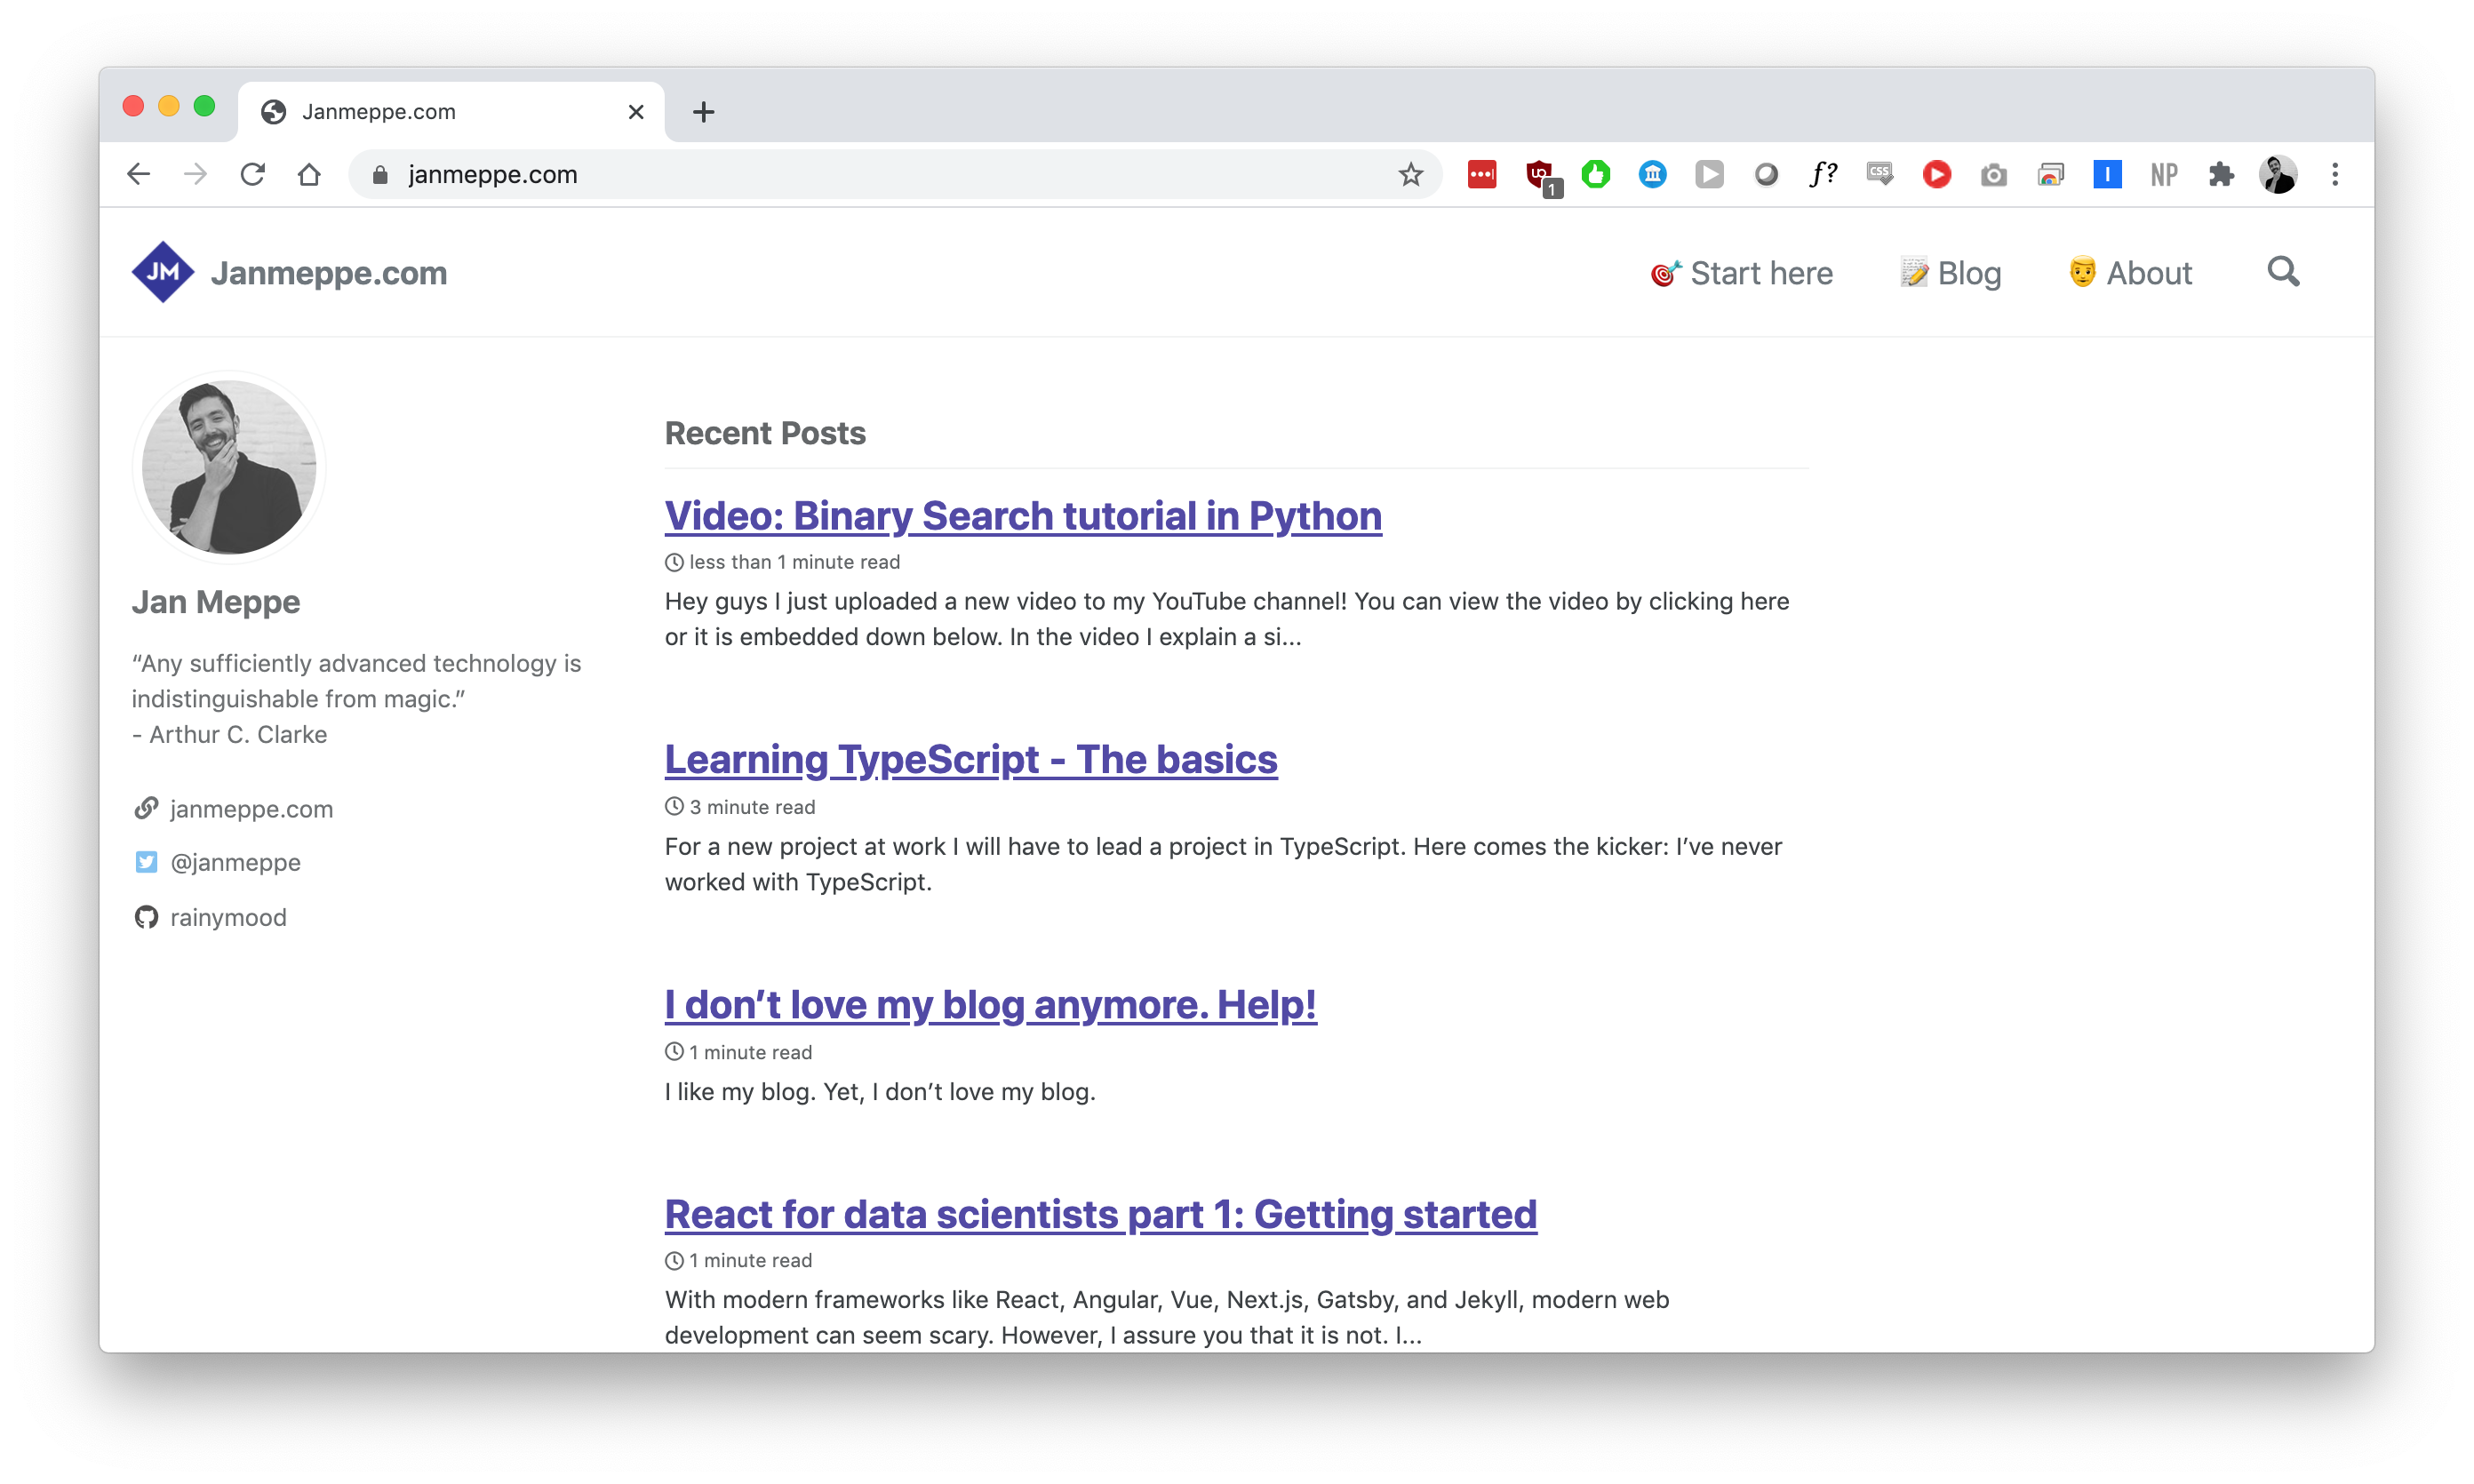 Janmeppe.com
janmeppe.com
1
f?
CSS
I
NP
JM
Janmeppe.com
Start here
Blog
About
Jan Meppe
“Any sufficiently advanced technology is
indistinguishable from magic.”
- Arthur C. Clarke
janmeppe.com
@janmeppe
rainymood
Recent Posts
Video: Binary Search tutorial in Python
less than 1 minute read
Hey guys I just uploaded a new video to my YouTube channel! You can view the video by clicking here
or it is embedded down below. In the video I explain a si...
Learning TypeScript - The basics
3 minute read
For a new project at work I will have to lead a project in TypeScript. Here comes the kicker: I’ve never
worked with TypeScript.
I don’t love my blog anymore. Help!
1 minute read
I like my blog. Yet, I don’t love my blog.
React for data scientists part 1: Getting started
1 minute read
With modern frameworks like React, Angular, Vue, Next.js, Gatsby, and Jekyll, modern web
development can seem scary. However, I assure you that it is not. I...